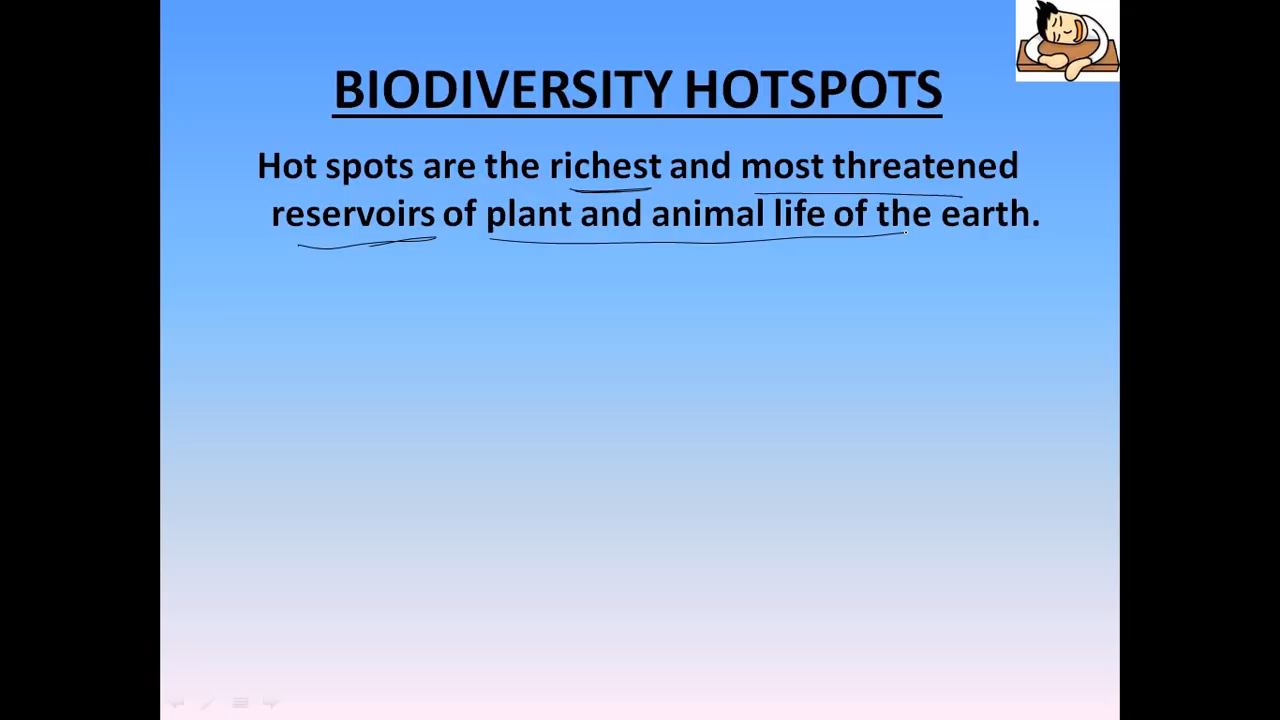 BIODIVERSITY HOTSPOTS
Hot spots are the richest and most threatened
reservoirs of plant and animal life of the earth.